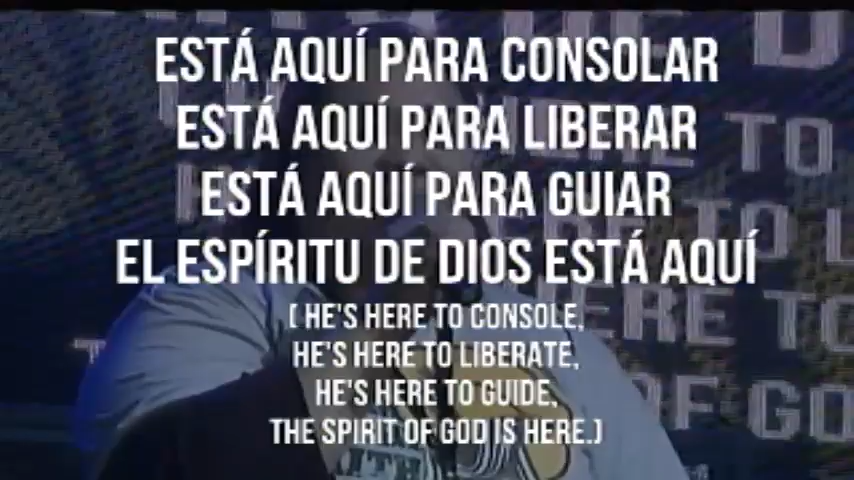 ESTÁ AQUÍ PARA CONSOLAR
ESTÁ AQUÍ PARA LIBERAR
ESTÁ AQUÍ PARA GUIAR
EL ESPÍRITU DE DIOS ESTÁ AQUÍ
( HE'S HERE TO CONSOLE,
HE'S HERE TO LIBERATE,
HE'S HERE TO GUIDE,
THE SPIRIT OF GOD IS HERE.)